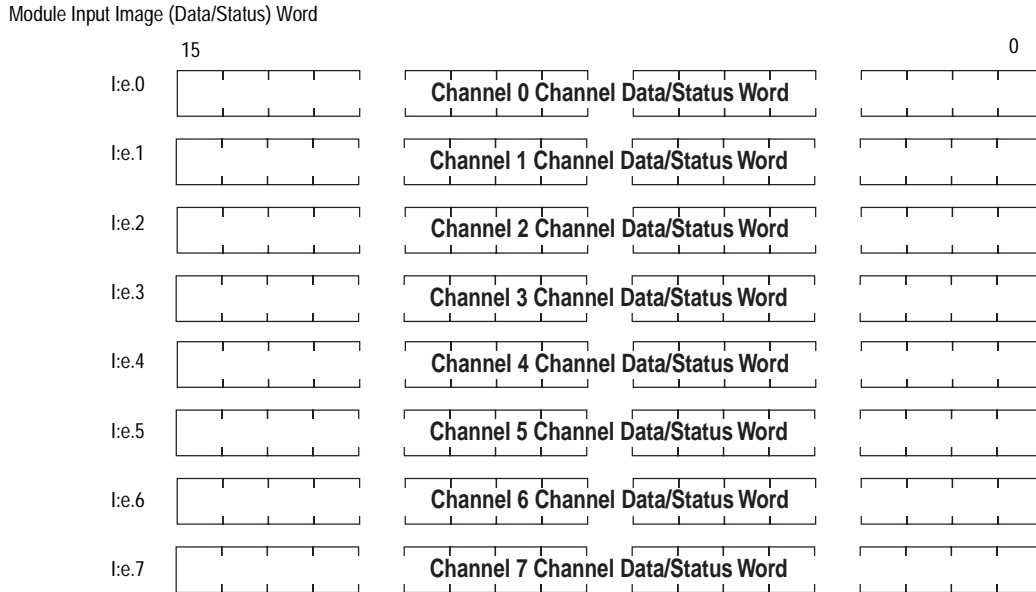 Module Input Image (Data/Status) Word
15 0
I:e.0 Channel 0 Channel Data/Status Word
I:e.1 Channel 1 Channel Data/Status Word
I:e.2 Channel 2 Channel Data/Status Word
I:e.3 Channel 3 Channel Data/Status Word
I:e.4 Channel 4 Channel Data/Status Word
I:e.5 Channel 5 Channel Data/Status Word
I:e.6 Channel 6 Channel Data/Status Word
I:e.7 Channel 7 Channel Data/Status Word